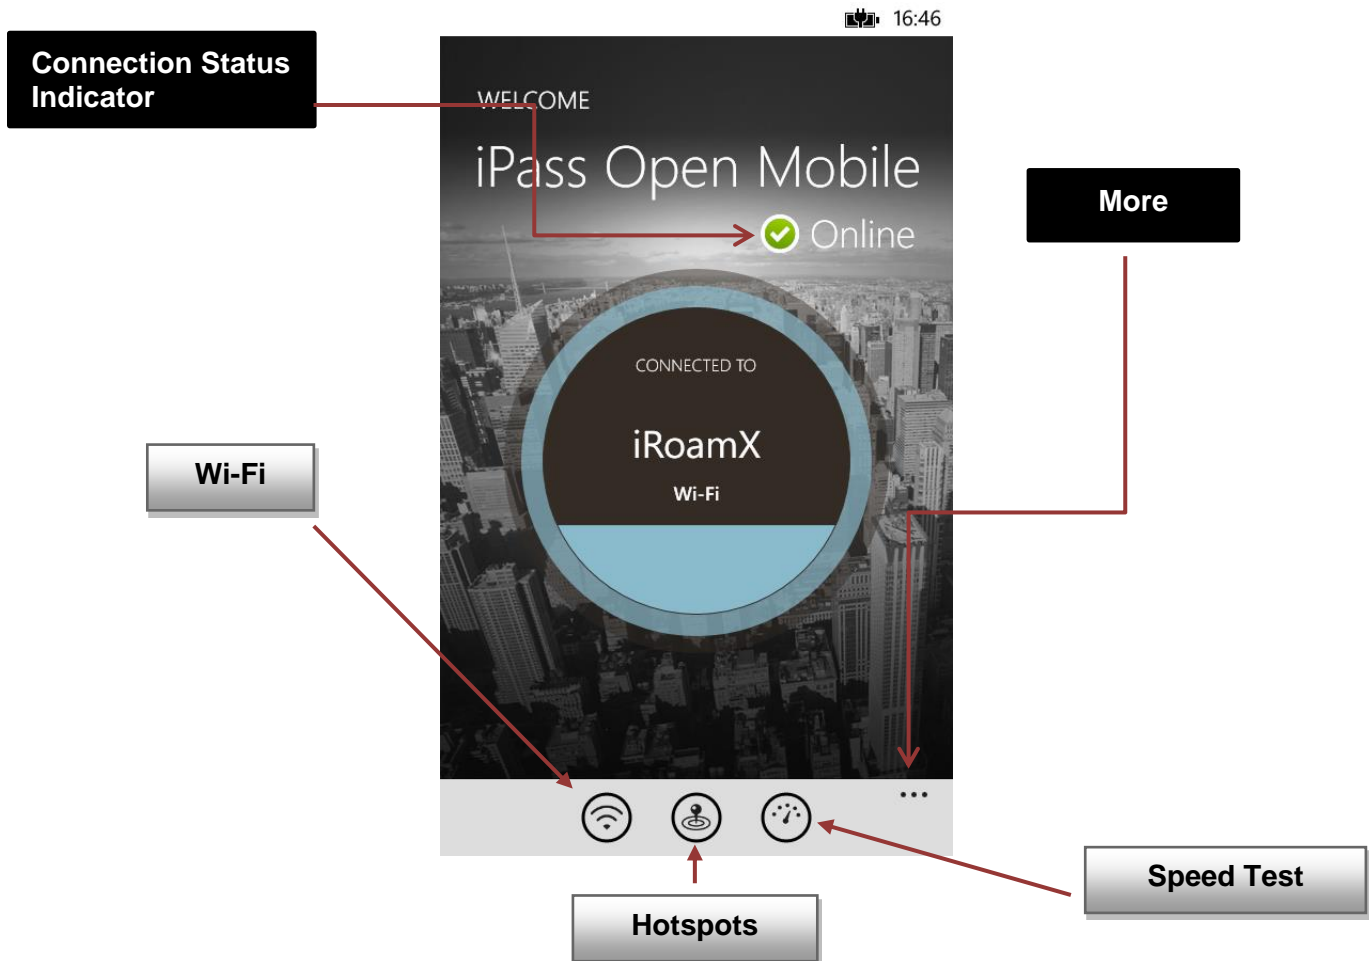 16:46
Connection Status
Indicator
WELCOME
iPass Open Mobile
More
Online
CONNECTED TO
iRoamX
Wi-Fi
Wi-Fi
...
Speed Test
Hotspots